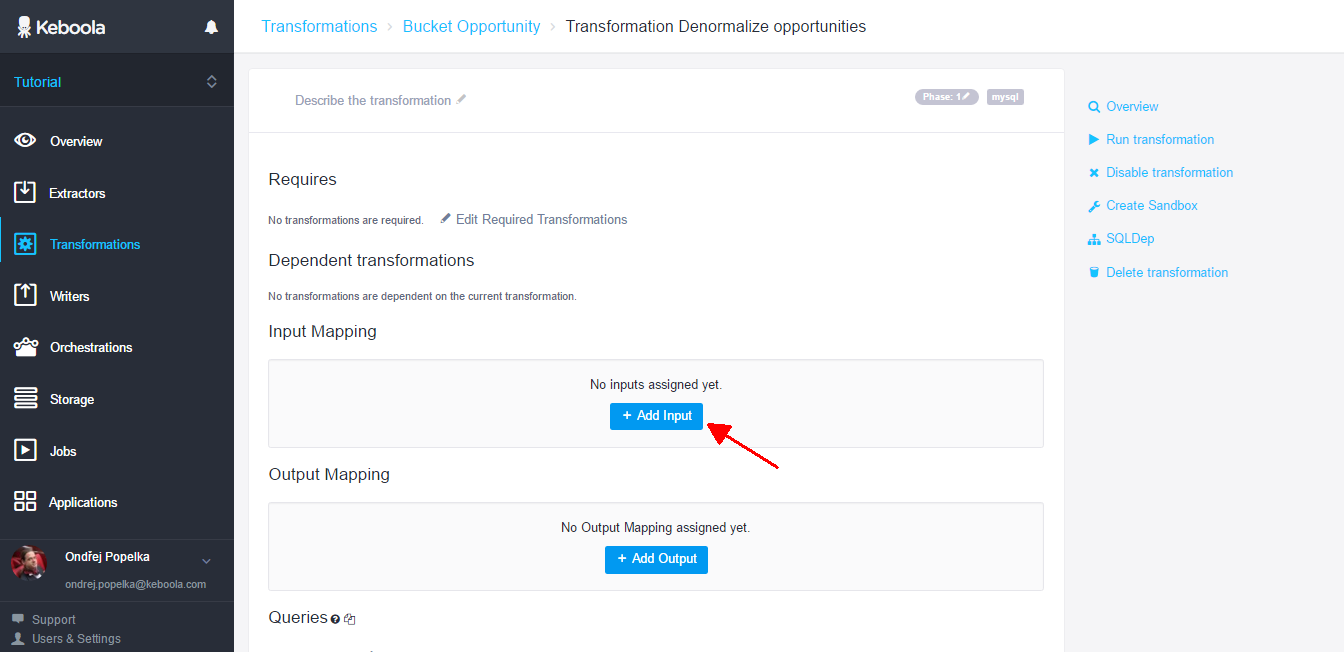 Keboola
Tutorial
Overview
Extractors
Transformations
Writers
Orchestrations
Storage
Jobs
Applications
Ondřej Popelka
ondrej.popelka@keboola.com
Support
Users & Settings
Transformations › Bucket Opportunity › Transformation Denormalize opportunities
Describe the transformation
Phase: 1 mysql
Requires
No transformations are required. Edit Required Transformations
Dependent transformations
No transformations are dependent on the current transformation.
Input Mapping
No inputs assigned yet.
+ Add Input
Output Mapping
No Output Mapping assigned yet.
+ Add Output
Queries
Overview
Run transformation
Disable transformation
Create Sandbox
SQLDep
Delete transformation